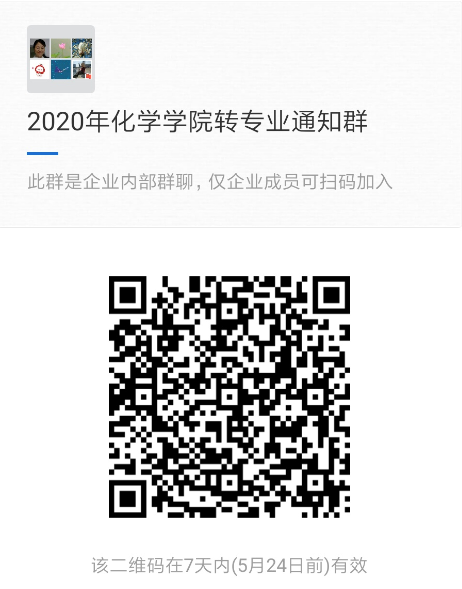 2020年化学学院转专业通知群
此群是企业内部群聊，仅企业成员可扫码加入
该二维码在7天内(5月24日前)有效